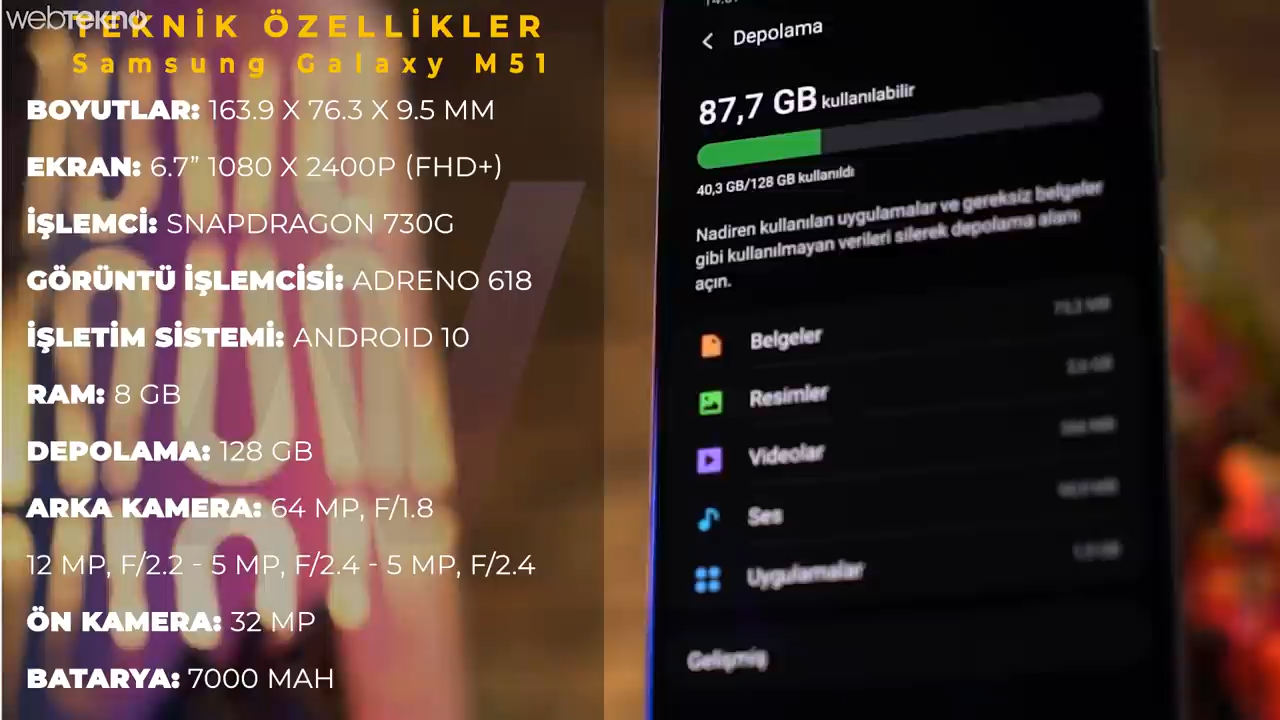 webtekno
TEKNİK ÖZELLİKLER
Samsung Galaxy M51
BOYUTLAR: 163.9 X 76.3 X 9.5 MM
EKRAN: 6.7” 1080 X 2400P (FHD+)
İŞLEMCİ: SNAPDRAGON 730G
GÖRÜNTÜ İŞLEMCİSİ: ADRENO 618
İŞLETİM SİSTEMİ: ANDROID 10
RAM: 8 GB
DEPOLAMA: 128 GB
ARKA KAMERA: 64 MP, F/1.8
12 MP, F/2.2 - 5 MP, F/2.4 - 5 MP, F/2.4
ÖN KAMERA: 32 MP
BATARYA: 7000 MAH
Depolama
87,7 GB kullanılabilir
40,3 GB/128 GB kullanıldı
Nadiren kullanılan uygulamalar ve gereksiz belgeler
gibi kullanılmayan verileri silerek depolama alanı
açın.
Belgeler
Resimler
Videolar
Ses
Uygulamalar
Gelişmiş